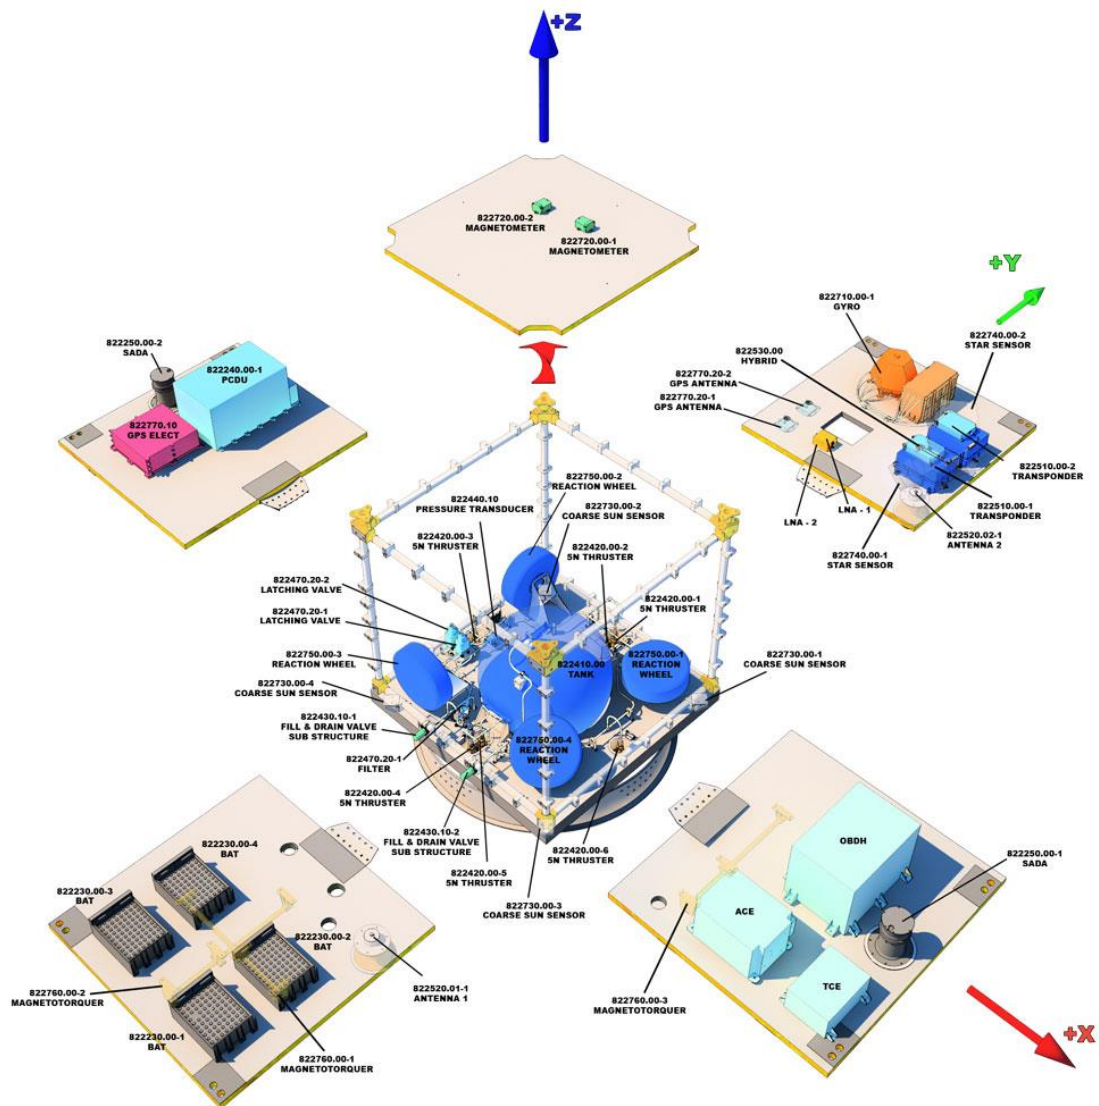 +Z
822720.00-2
MAGNETOMETER
822720.00-1
MAGNETOMETER
+Y
822250.00-2
SADA
822240.00-1
PCDU
822770.10
GPS ELECT
822710.00-1
GYRO
822740.00-2
STAR SENSOR
822530.00
HYBRID
822770.20-2
GPS ANTENNA
822770.20-1
GPS ANTENNA
822510.00-2
TRANSPONDER
822510.00-1
TRANSPONDER
LNA - 2
LNA - 1
822520.02-1
ANTENNA 2
822740.00-1
STAR SENSOR
822750.00-2
REACTION WHEEL
822440.10
PRESSURE TRANSDUCER
822730.00-2
COARSE SUN SENSOR
822420.00-3
5N THRUSTER
822420.00-2
5N THRUSTER
822470.20-2
LATCHING VALVE
822420.00-1
5N THRUSTER
822470.20-1
LATCHING VALVE
822750.00-3
REACTION WHEEL
822410.00
TANK
822750.00-1
REACTION
WHEEL
822730.00-1
COARSE SUN SENSOR
822730.00-4
COARSE SUN SENSOR
822430.10-1
FILL & DRAIN VALVE
SUB STRUCTURE
822750.00-4
REACTION
WHEEL
822470.20-1
FILTER
822420.00-4
5N THRUSTER
822430.10-2
FILL & DRAIN VALVE
SUB STRUCTURE
822420.00-6
5N THRUSTER
822420.00-5
5N THRUSTER
822730.00-3
COARSE SUN SENSOR
822230.00-4
BAT
822230.00-3
BAT
822230.00-2
BAT
822760.00-2
MAGNETOTORQUER
822230.00-1
BAT
822520.01-1
ANTENNA 1
822760.00-1
MAGNETOTORQUER
OBDH
822250.00-1
SADA
ACE
TCE
822760.00-3
MAGNETOTORQUER
+X